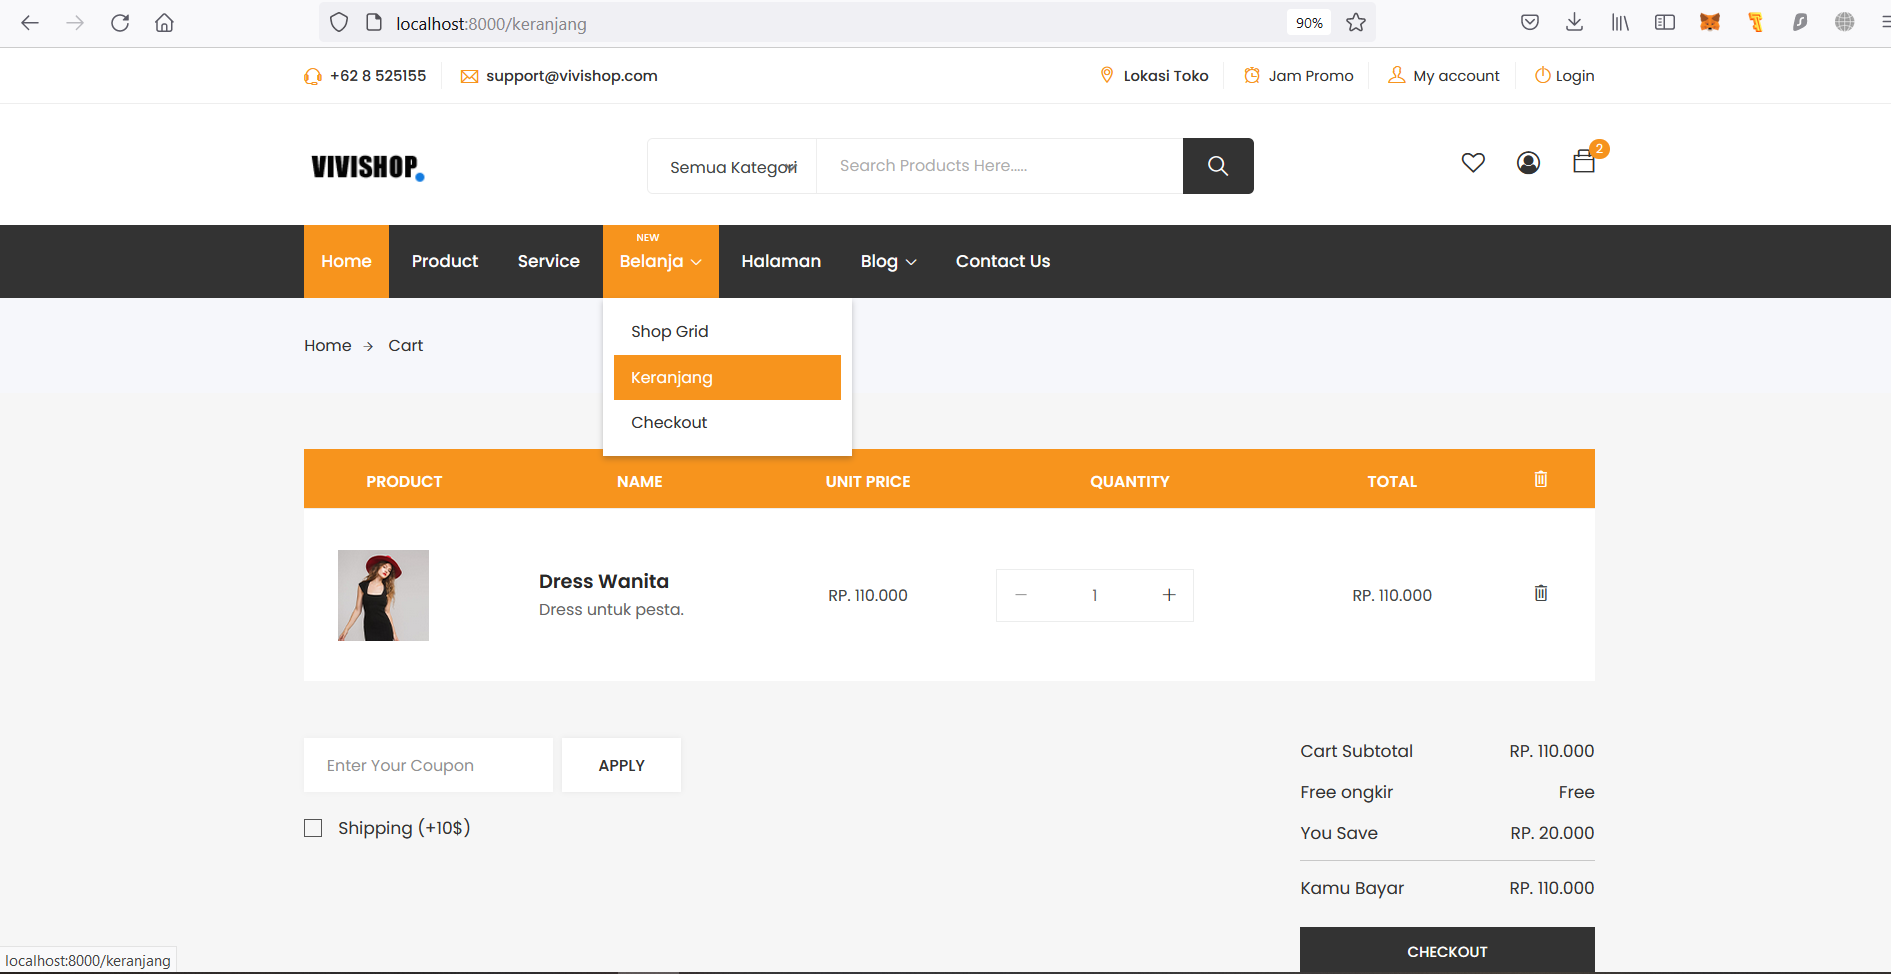 localhost:8000/keranjang
90%
+62 8 525155
support@vivishop.com
Lokasi Toko
Jam Promo
My account
Login
VIVISHOP.
Semua Kategori
Search Products Here.....
2
Home
Product
Service
NEW
Belanja
Halaman
Blog
Contact Us
Shop Grid
Keranjang
Checkout
Home → Cart
PRODUCT
NAME
UNIT PRICE
QUANTITY
TOTAL
Dress Wanita
Dress untuk pesta.
RP. 110.000
− 1 +
RP. 110.000
Enter Your Coupon
APPLY
Shipping (+10$)
Cart Subtotal RP. 110.000
Free ongkir Free
You Save RP. 20.000
Kamu Bayar RP. 110.000
CHECKOUT
localhost:8000/keranjang